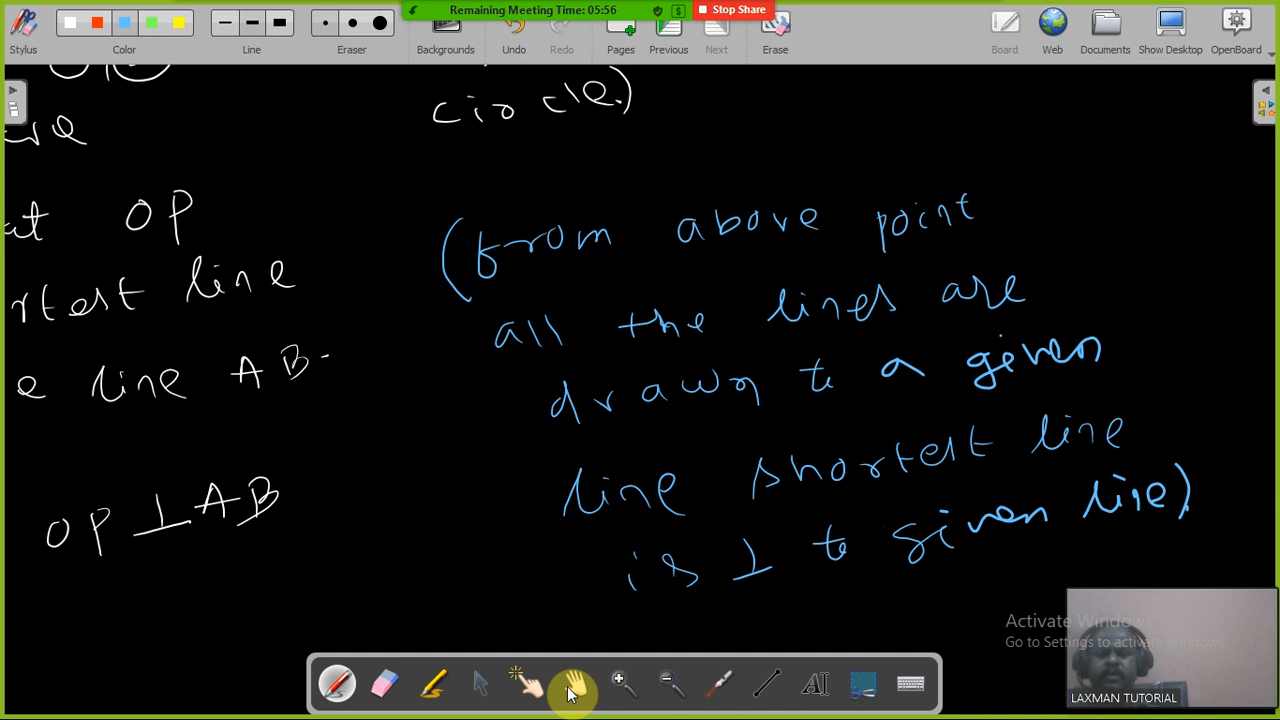 Remaining Meeting Time: 05:56
Stop Share
Stylus Color Line Eraser Backgrounds Undo Redo Pages Previous Next Erase Board Web Documents Show Desktop OpenBoard
circle.)
at OP
rtest line
e line AB.
OP ⊥ AB
(from above point
all the lines are
drawn to a given
line shortest line
is ⊥ to given line)
Activate Windows
Go to Settings to activate Windows.
LAXMAN TUTORIAL